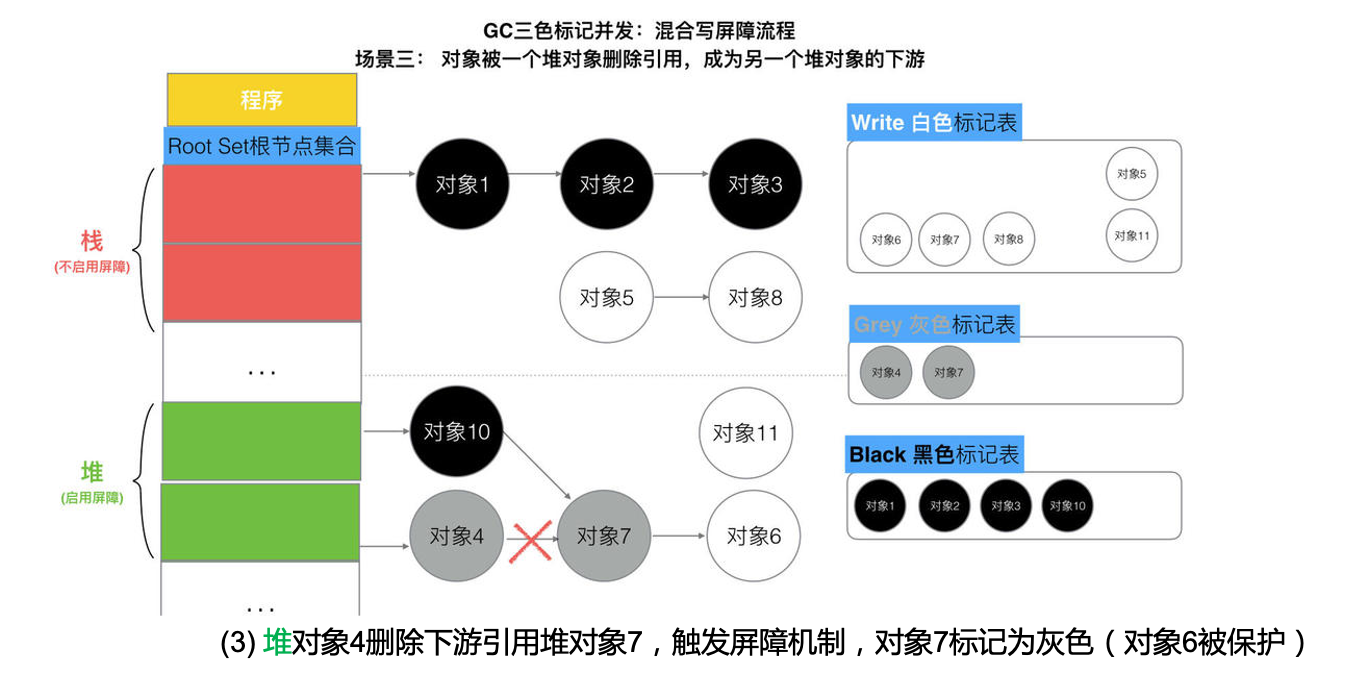 GC三色标记并发：混合写屏障流程
场景三： 对象被一个堆对象删除引用，成为另一个堆对象的下游
程序
Root Set根节点集合
栈
(不启用屏障)
...
堆
(启用屏障)
...
对象1
对象2
对象3
对象5
对象8
对象10
对象11
对象4
对象7
对象6
Write 白色标记表
对象5
对象6
对象7
对象8
对象11
Grey 灰色标记表
对象4
对象7
Black 黑色标记表
对象1
对象2
对象3
对象10
(3) 堆对象4删除下游引用堆对象7，触发屏障机制，对象7标记为灰色（对象6被保护）